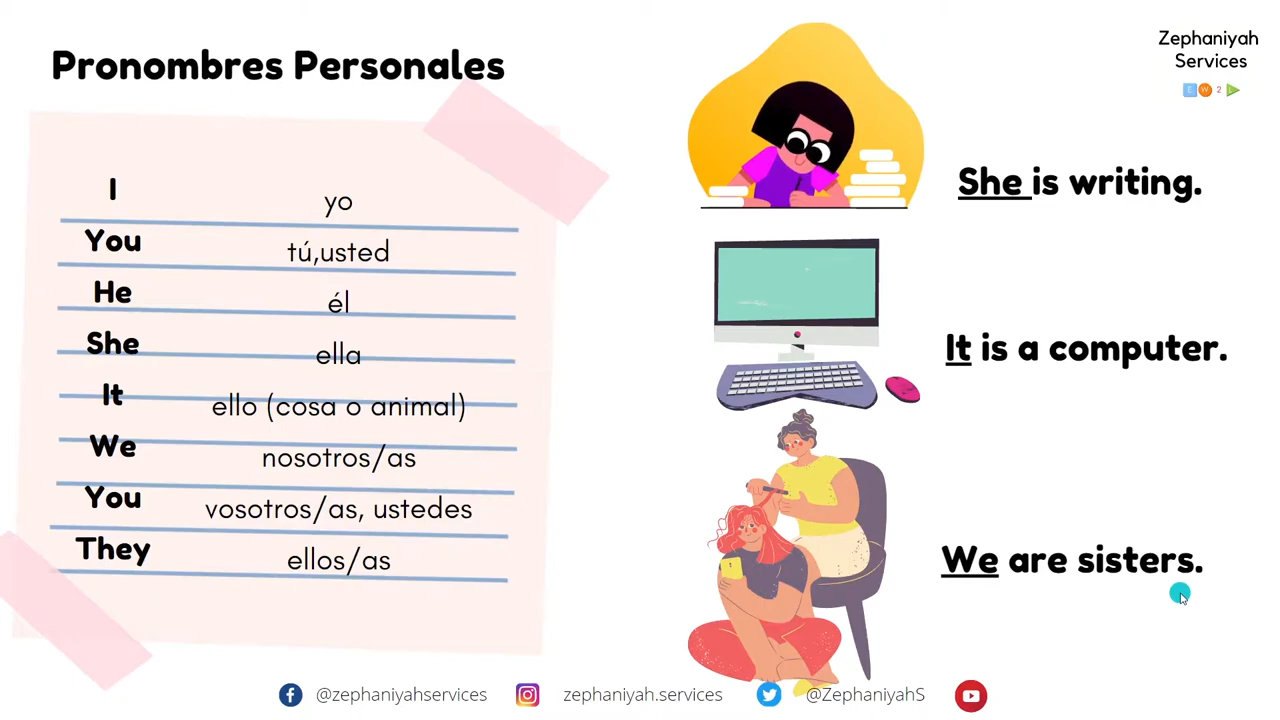 Pronombres Personales
Zephaniyah
Services
E W 2
I yo
You tú,usted
He él
She ella
It ello (cosa o animal)
We nosotros/as
You vosotros/as, ustedes
They ellos/as
She is writing.
It is a computer.
We are sisters.
@zephaniyahservices zephaniyah.services @ZephaniyahS